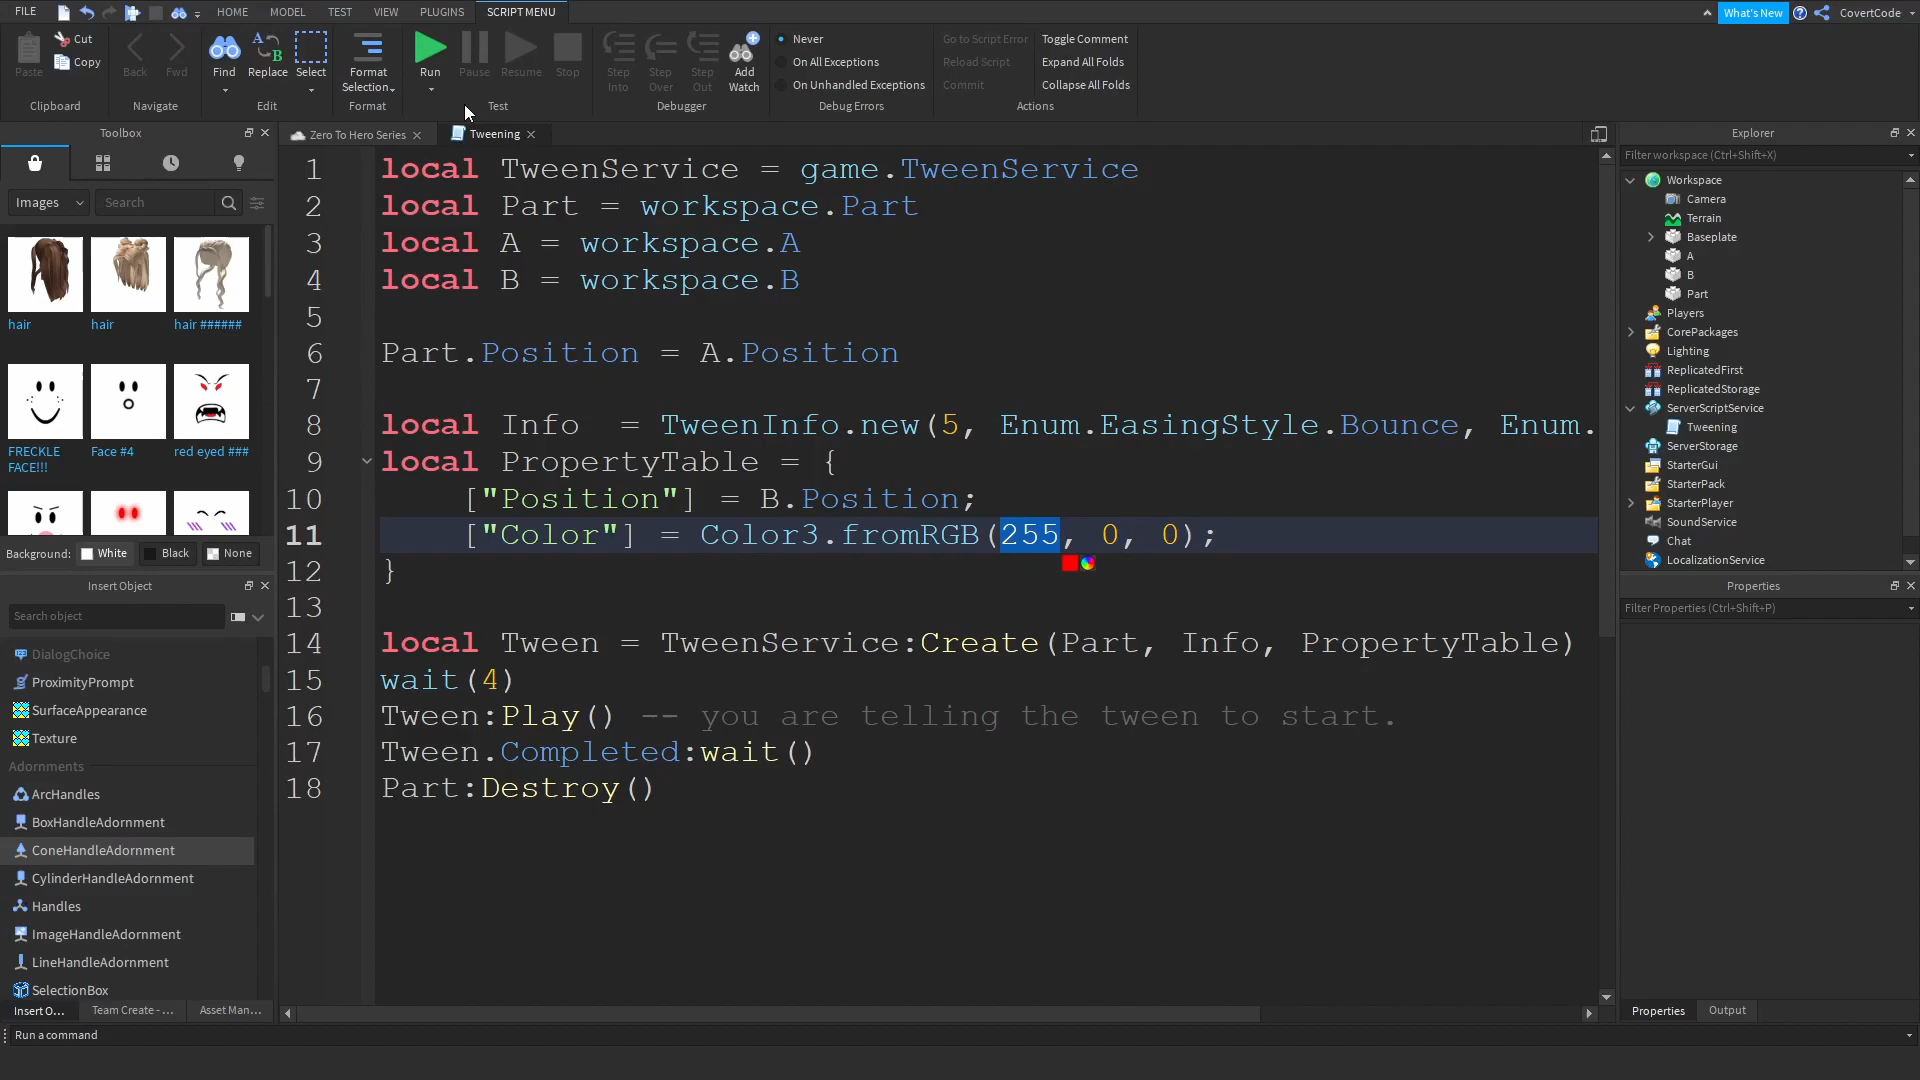 FILE HOME MODEL TEST VIEW PLUGINS SCRIPT MENU What's New CovertCode
Cut
Copy
Paste
Clipboard
Back Fwd
Navigate
Find Replace Select
Edit
Format
Selection
Format
Run Pause Resume Stop
Test
Step
Into
Step
Over
Step
Out
Add
Watch
Debugger
Never
On All Exceptions
On Unhandled Exceptions
Debug Errors
Go to Script Error
Reload Script
Commit
Toggle Comment
Expand All Folds
Collapse All Folds
Actions
Toolbox
Images Search
hair hair hair ######
FRECKLE
FACE!!!
Face #4
red eyed ###
Background: White Black None
Insert Object
Search object
DialogChoice
ProximityPrompt
SurfaceAppearance
Texture
Adornments
ArcHandles
BoxHandleAdornment
ConeHandleAdornment
CylinderHandleAdornment
Handles
ImageHandleAdornment
LineHandleAdornment
SelectionBox
Insert O... Team Create - ... Asset Man...
Run a command
Zero To Hero Series Tweening
1 local TweenService = game.TweenService
2 local Part = workspace.Part
3 local A = workspace.A
4 local B = workspace.B
5
6 Part.Position = A.Position
7
8 local Info  = TweenInfo.new(5, Enum.EasingStyle.Bounce, Enum.
9 local PropertyTable = {
10     ["Position"] = B.Position;
11     ["Color"] = Color3.fromRGB(255, 0, 0);
12 }
13
14 local Tween = TweenService:Create(Part, Info, PropertyTable)
15 wait(4)
16 Tween:Play() -- you are telling the tween to start.
17 Tween.Completed:wait()
18 Part:Destroy()
Explorer
Filter workspace (Ctrl+Shift+X)
Workspace
Camera
Terrain
Baseplate
A
B
Part
Players
CorePackages
Lighting
ReplicatedFirst
ReplicatedStorage
ServerScriptService
Tweening
ServerStorage
StarterGui
StarterPack
StarterPlayer
SoundService
Chat
LocalizationService
Properties
Filter Properties (Ctrl+Shift+P)
Properties Output